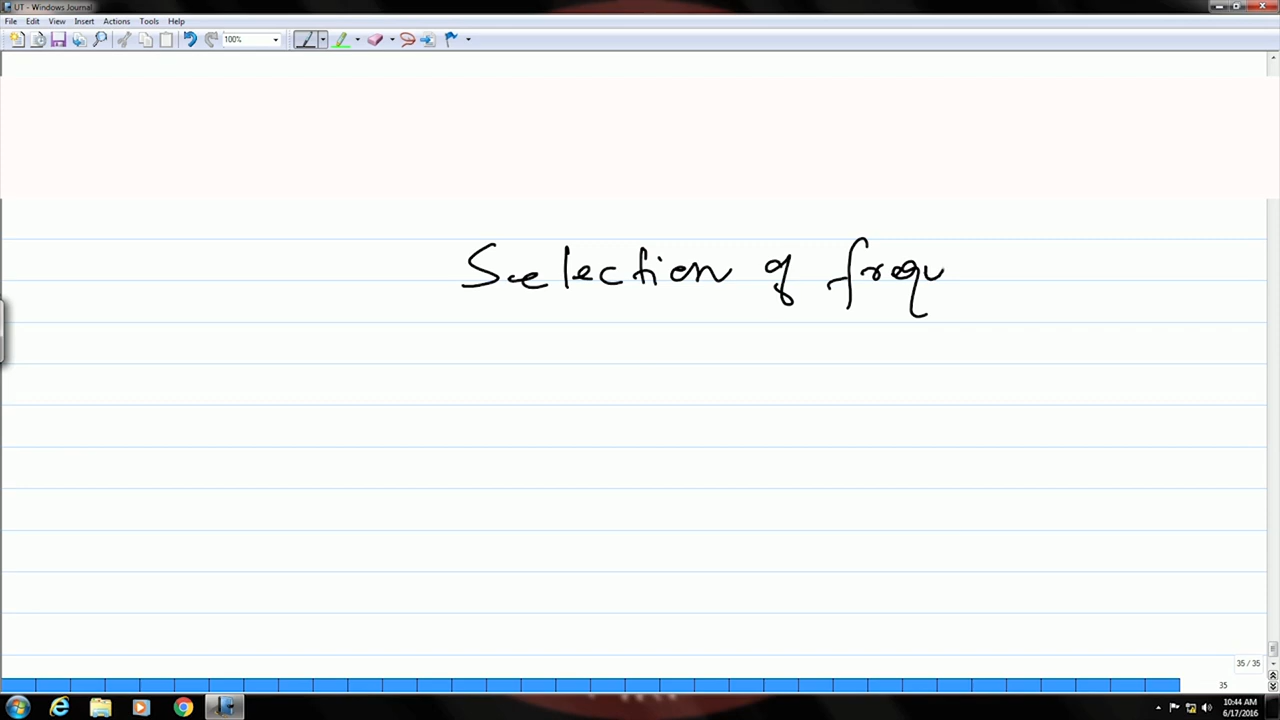 UT - Windows Journal
File Edit View Insert Actions Tools Help
100%
Selection of frequ
35 / 35
35
10:44 AM
6/17/2016